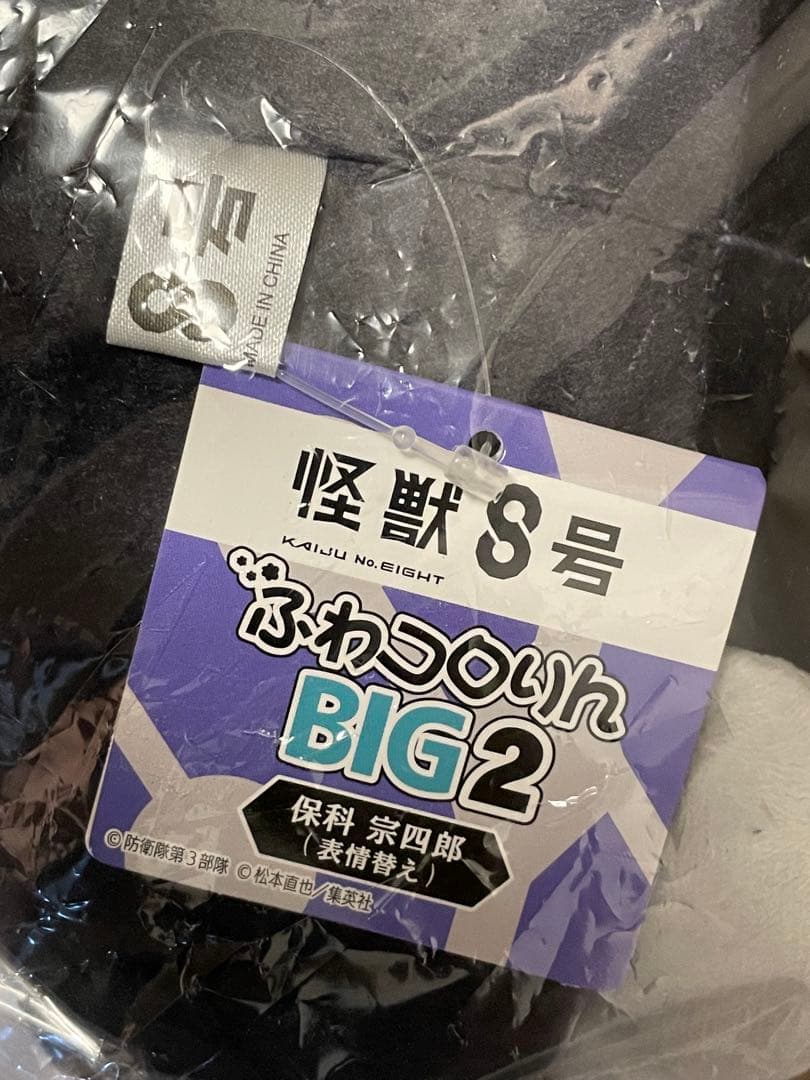 8号
MADE IN CHINA
怪獣8号
KAIJU No.EIGHT
ふわコロりん
BIG2
保科 宗四郎
(表情替え)
©防衛隊第3部隊 ©松本直也/集英社